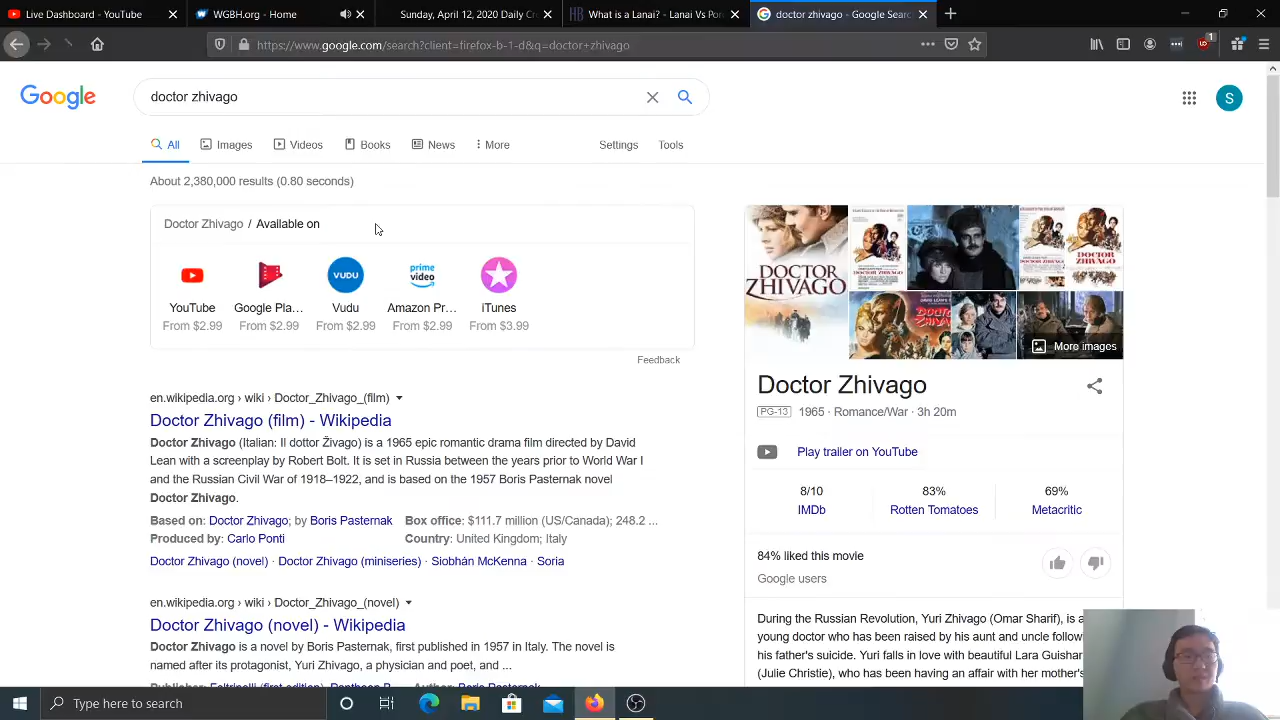 Live Dashboard - YouTube
WGBH.org - (home)
Sunday, April 12, 2020 Daily Cr
What is a Lanai? - Lanai Vs Por
doctor zhivago - Google Search
https://www.google.com/search?client=firefox-b-1-d&q=doctor+zhivago
1
Google
doctor zhivago
S
All
Images
Videos
Books
News
More
Settings
Tools
About 2,380,000 results (0.80 seconds)
Doctor Zhivago / Available on
VUDU
prime video
YouTube
Google Pla...
Vudu
Amazon Pr...
iTunes
From $2.99
From $2.99
From $2.99
From $2.99
From $3.99
Feedback
en.wikipedia.org › wiki › Doctor_Zhivago_(film)
Doctor Zhivago (film) - Wikipedia
Doctor Zhivago (Italian: Il dottor Živago) is a 1965 epic romantic drama film directed by David
Lean with a screenplay by Robert Bolt. It is set in Russia between the years prior to World War I
and the Russian Civil War of 1918–1922, and is based on the 1957 Boris Pasternak novel
Doctor Zhivago.
Based on: Doctor Zhivago; by Boris Pasternak
Box office: $111.7 million (US/Canada); 248.2 ...
Produced by: Carlo Ponti
Country: United Kingdom; Italy
Doctor Zhivago (novel) · Doctor Zhivago (miniseries) · Siobhán McKenna · Soria
en.wikipedia.org › wiki › Doctor_Zhivago_(novel)
Doctor Zhivago (novel) - Wikipedia
Doctor Zhivago is a novel by Boris Pasternak, first published in 1957 in Italy. The novel is
named after its protagonist, Yuri Zhivago, a physician and poet, and ...
DOCTOR
ZHIVAGO
More images
Doctor Zhivago
PG-13 1965 · Romance/War · 3h 20m
Play trailer on YouTube
8/10
IMDb
83%
Rotten Tomatoes
69%
Metacritic
84% liked this movie
Google users
During the Russian Revolution, Yuri Zhivago (Omar Sharif), is a
young doctor who has been raised by his aunt and uncle follow
his father's suicide. Yuri falls in love with beautiful Lara Guishar
(Julie Christie), who has been having an affair with her mother's
Type here to search